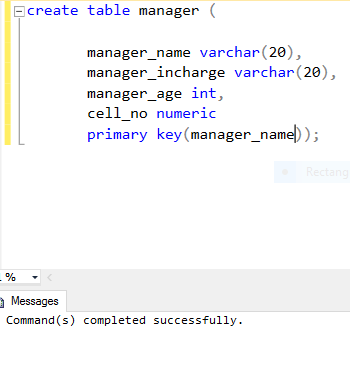 create table manager (
manager_name varchar(20),
manager_incharge varchar(20),
manager_age int,
cell_no numeric
primary key(manager_name));
Rectang
%
Messages
Command(s) completed successfully.